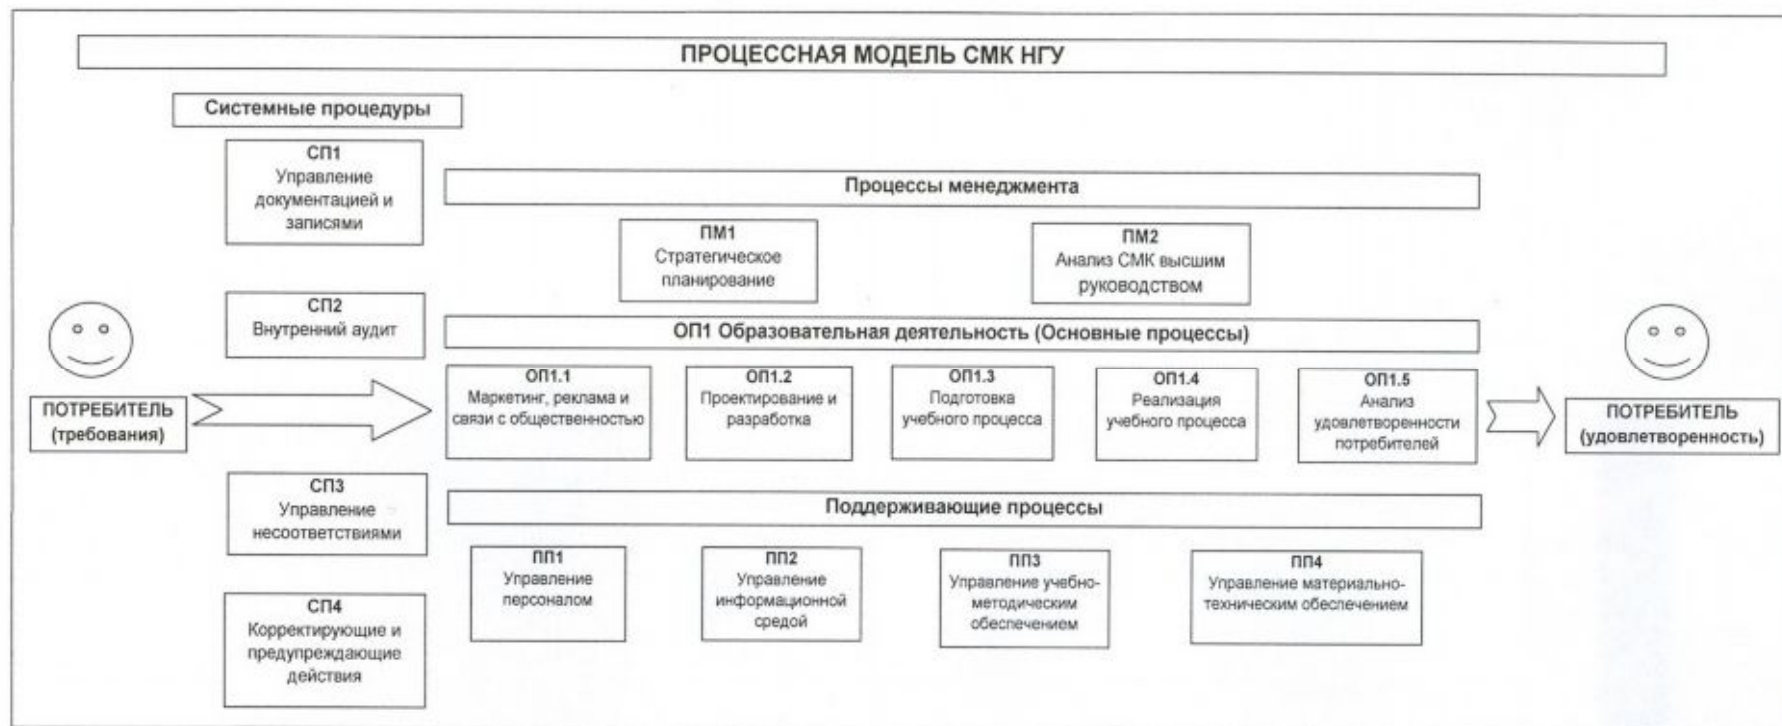 ПРОЦЕССНАЯ МОДЕЛЬ СМК НГУ
Системные процедуры
СП1
Управление
документацией и
записями
Процессы менеджмента
ПМ1
Стратегическое
планирование
ПМ2
Анализ СМК высшим
руководством
СП2
Внутренний аудит
ОП1 Образовательная деятельность (Основные процессы)
ПОТРЕБИТЕЛЬ
(требования)
ОП1.1
Маркетинг, реклама и
связи с общественностью
ОП1.2
Проектирование и
разработка
ОП1.3
Подготовка
учебного процесса
ОП1.4
Реализация
учебного процесса
ОП1.5
Анализ
удовлетворенности
потребителей
ПОТРЕБИТЕЛЬ
(удовлетворенность)
СП3
Управление
несоответствиями
Поддерживающие процессы
ПП1
Управление
персоналом
ПП2
Управление
информационной
средой
ПП3
Управление учебно-
методическим
обеспечением
ПП4
Управление материально-
техническим обеспечением
СП4
Корректирующие и
предупреждающие
действия